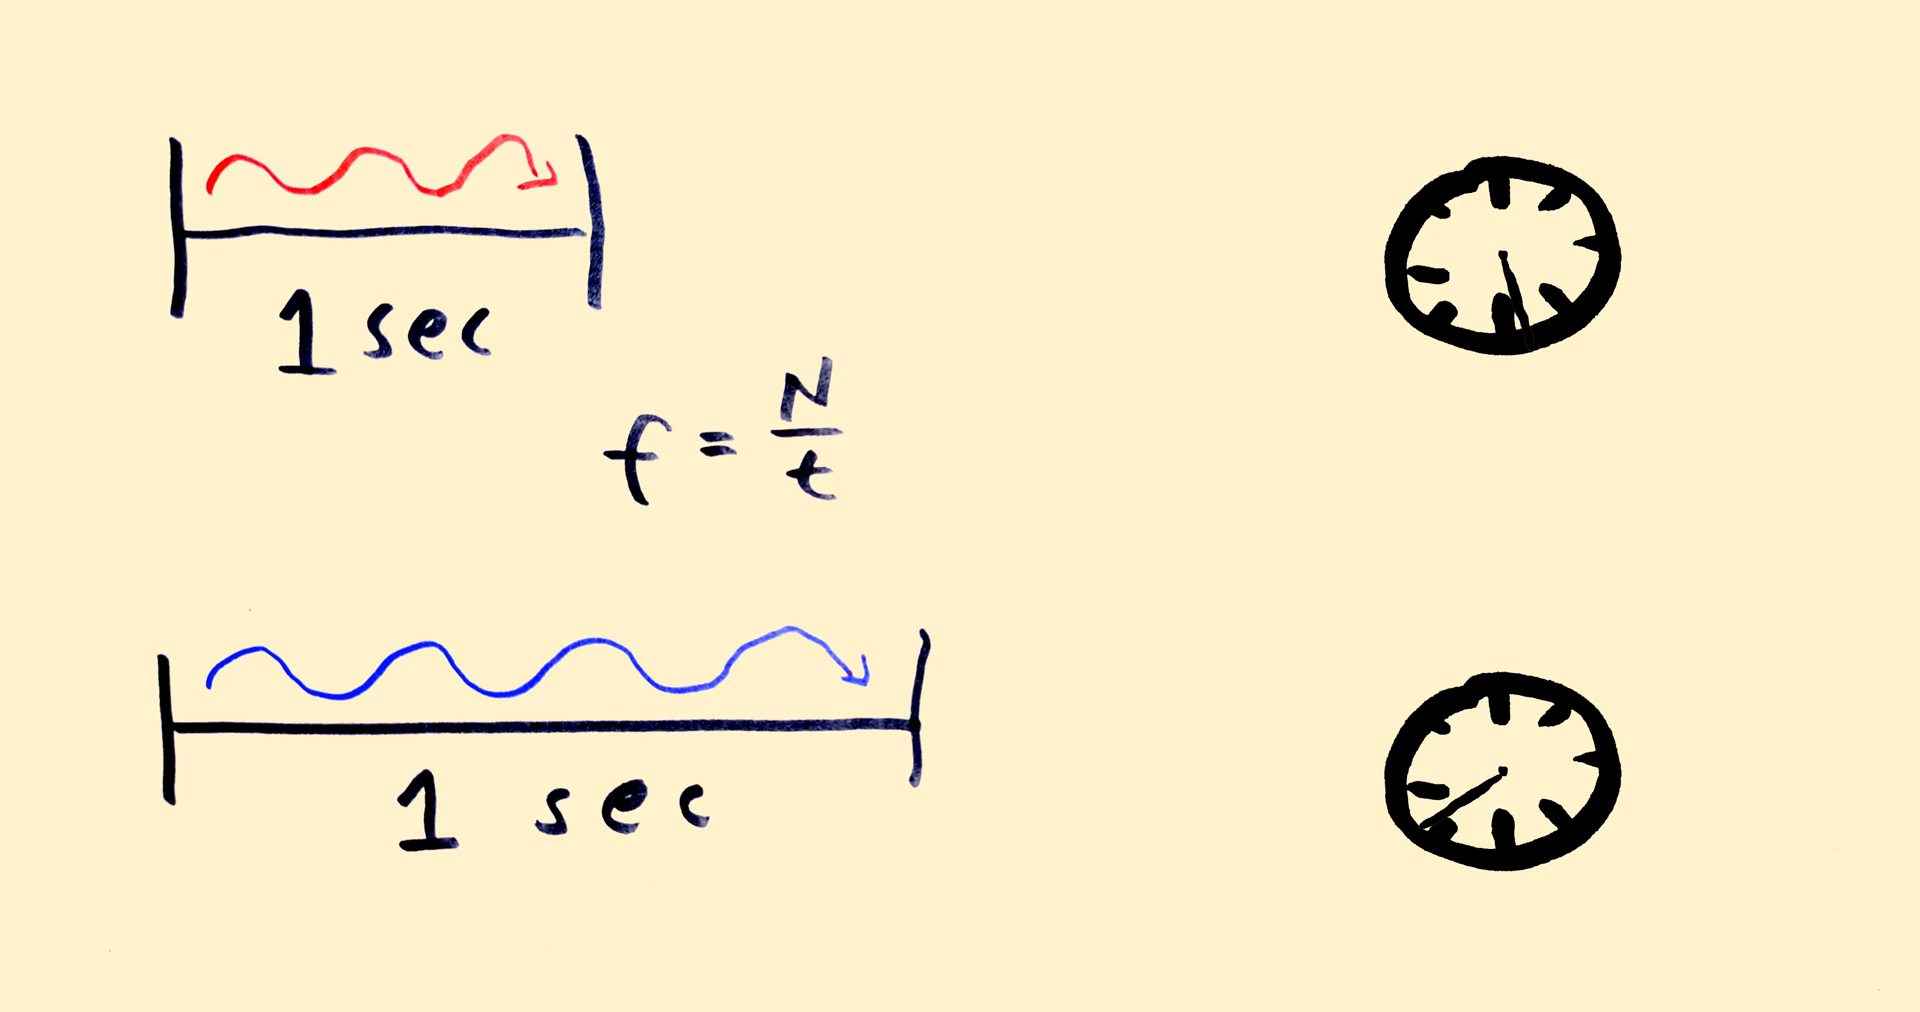 1 sec
f = N/t
1 sec